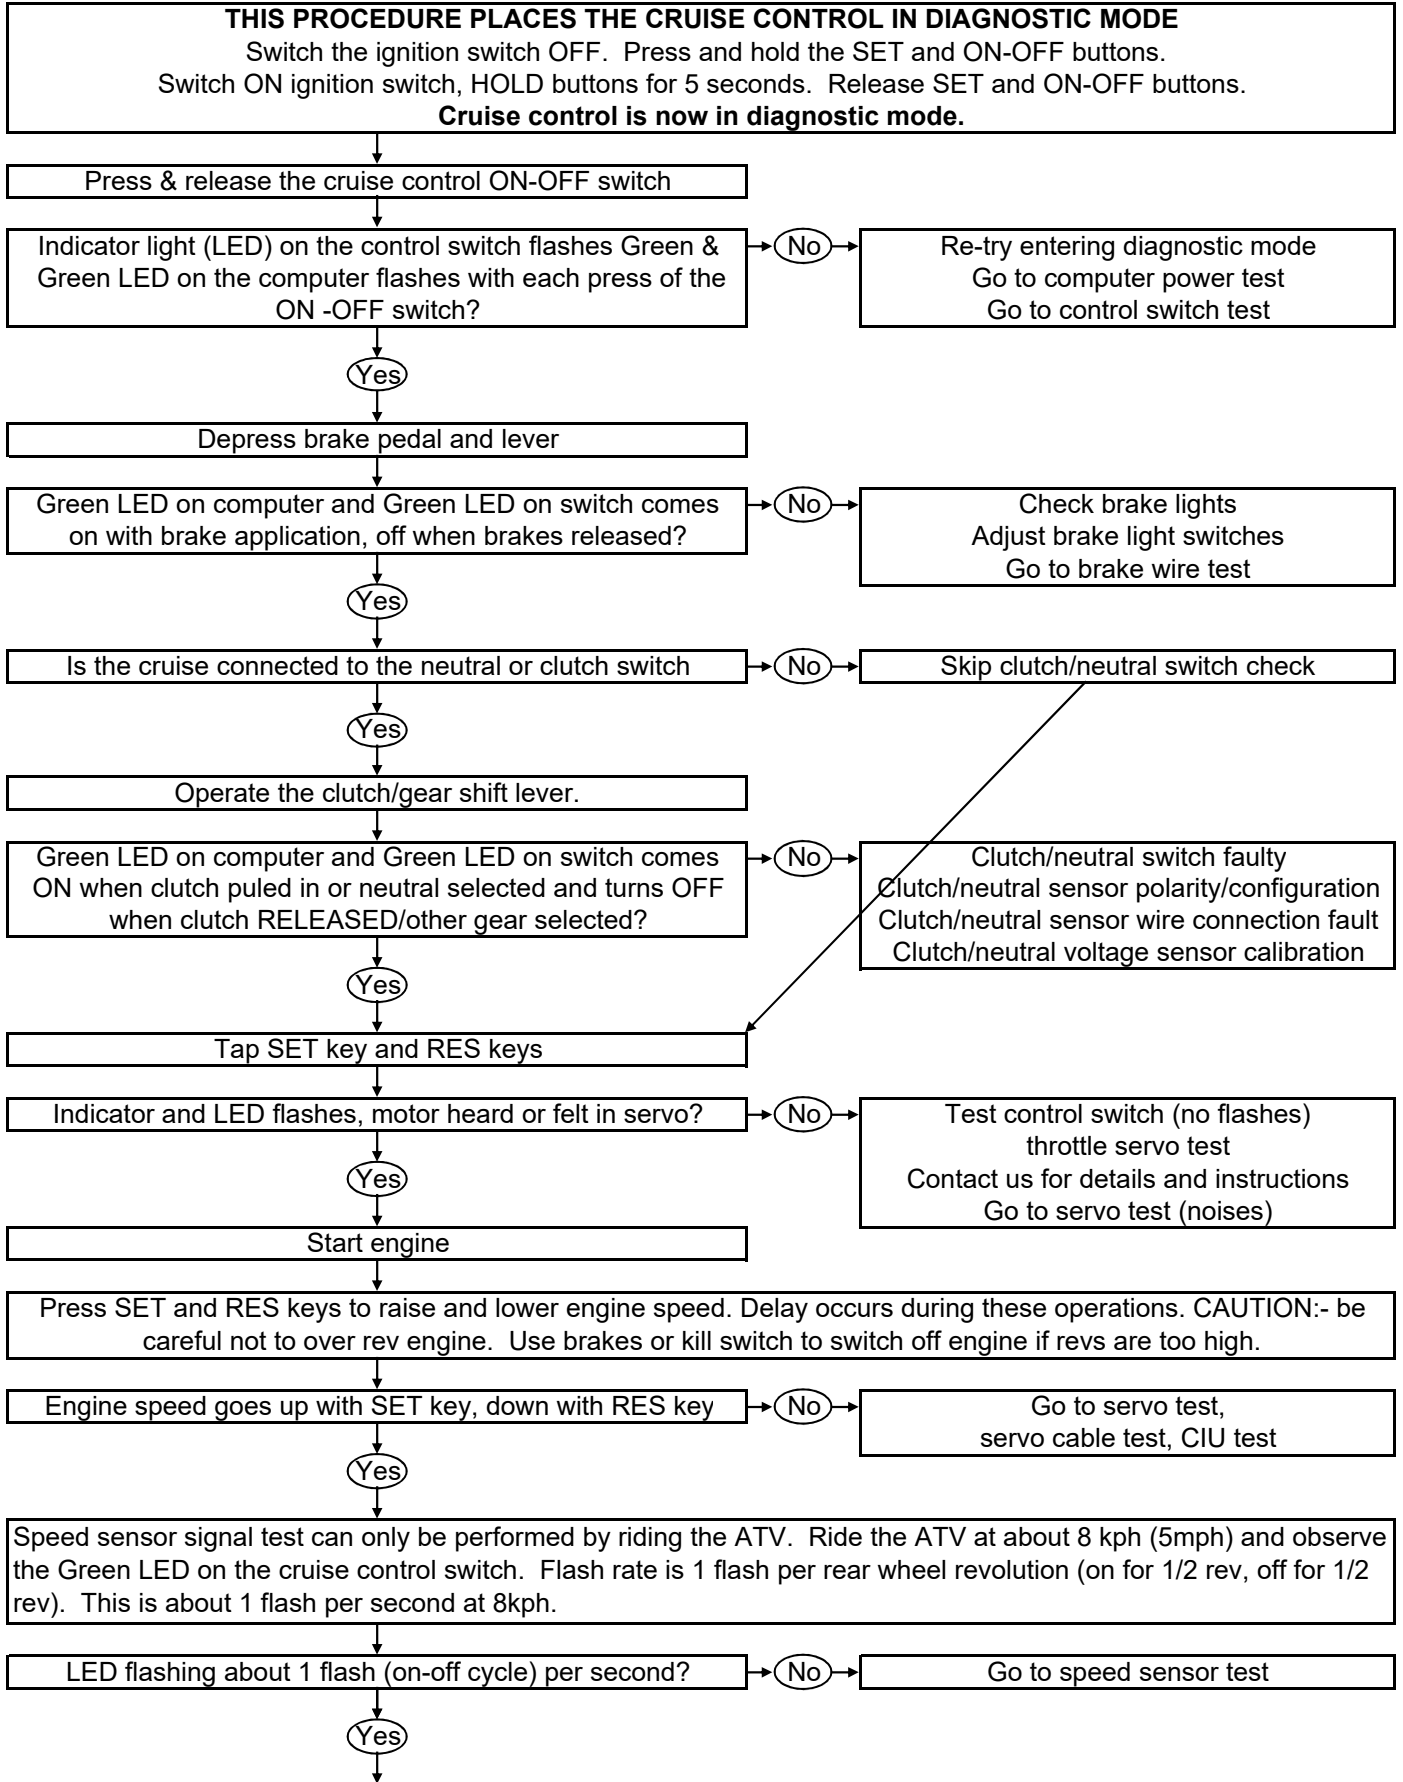 THIS PROCEDURE PLACES THE CRUISE CONTROL IN DIAGNOSTIC MODE
Switch the ignition switch OFF.  Press and hold the SET and ON-OFF buttons.
Switch ON ignition switch, HOLD buttons for 5 seconds.  Release SET and ON-OFF buttons.
Cruise control is now in diagnostic mode.
Press & release the cruise control ON-OFF switch
Indicator light (LED) on the control switch flashes Green &
Green LED on the computer flashes with each press of the
ON -OFF switch?
No
Re-try entering diagnostic mode
Go to computer power test
Go to control switch test
Yes
Depress brake pedal and lever
Green LED on computer and Green LED on switch comes
on with brake application, off when brakes released?
No
Check brake lights
Adjust brake light switches
Go to brake wire test
Yes
Is the cruise connected to the neutral or clutch switch
No
Skip clutch/neutral switch check
Yes
Operate the clutch/gear shift lever.
Green LED on computer and Green LED on switch comes
ON when clutch puled in or neutral selected and turns OFF
when clutch RELEASED/other gear selected?
No
Clutch/neutral switch faulty
Clutch/neutral sensor polarity/configuration
Clutch/neutral sensor wire connection fault
Clutch/neutral voltage sensor calibration
Yes
Tap SET key and RES keys
Indicator and LED flashes, motor heard or felt in servo?
No
Test control switch (no flashes)
throttle servo test
Contact us for details and instructions
Go to servo test (noises)
Yes
Start engine
Press SET and RES keys to raise and lower engine speed. Delay occurs during these operations. CAUTION:- be
careful not to over rev engine.  Use brakes or kill switch to switch off engine if revs are too high.
Engine speed goes up with SET key, down with RES key
No
Go to servo test,
servo cable test, CIU test
Yes
Speed sensor signal test can only be performed by riding the ATV.  Ride the ATV at about 8 kph (5mph) and observe
the Green LED on the cruise control switch.  Flash rate is 1 flash per rear wheel revolution (on for 1/2 rev, off for 1/2
rev).  This is about 1 flash per second at 8kph.
LED flashing about 1 flash (on-off cycle) per second?
No
Go to speed sensor test
Yes